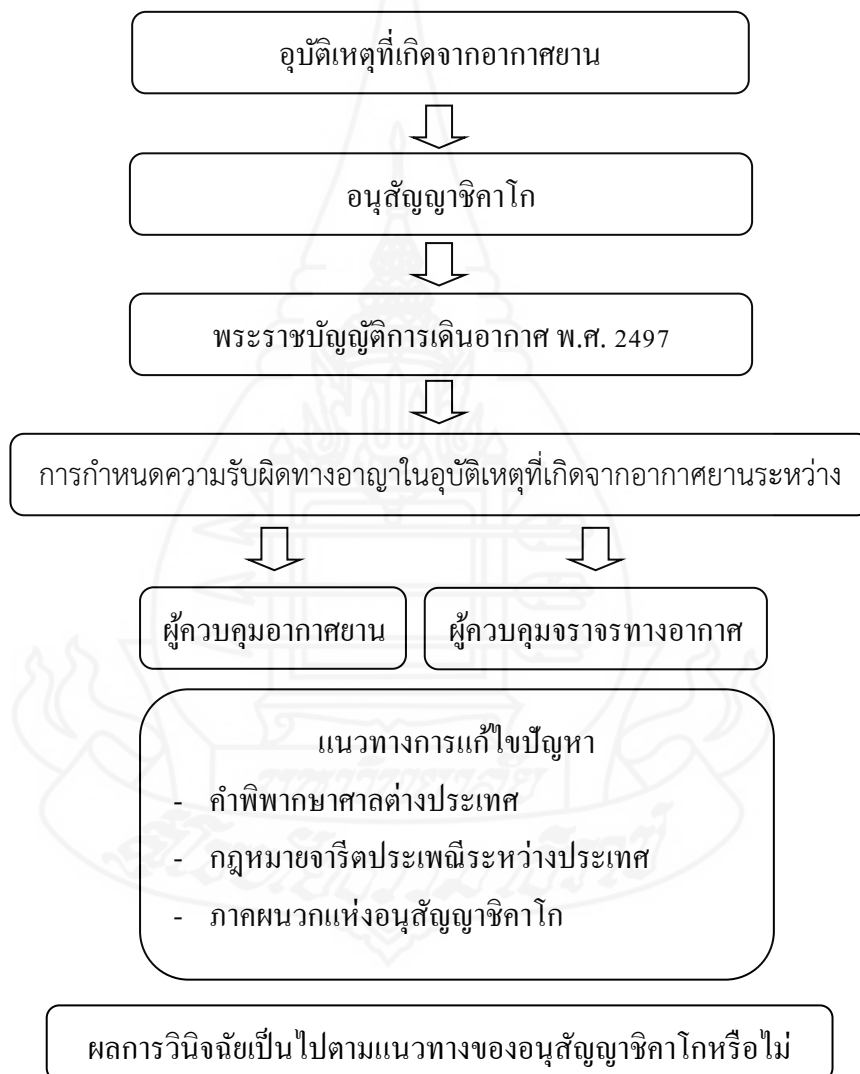 อุบัติเหตุที่เกิดจากอากาศยาน
อนุสัญญาชิคาโก
พระราชบัญญัติการเดินอากาศ พ.ศ. 2497
การกำหนดความรับผิดทางอาญาในอุบัติเหตุที่เกิดจากอากาศยานระหว่าง
ผู้ควบคุมอากาศยาน
ผู้ควบคุมจราจรทางอากาศ
แนวทางการแก้ไขปัญหา
- คำพิพากษาศาลต่างประเทศ
- กฎหมายจารีตประเพณีระหว่างประเทศ
- ภาคผนวกแห่งอนุสัญญาชิคาโก
ผลการวินิจฉัยเป็นไปตามแนวทางของอนุสัญญาชิคาโกหรือไม่